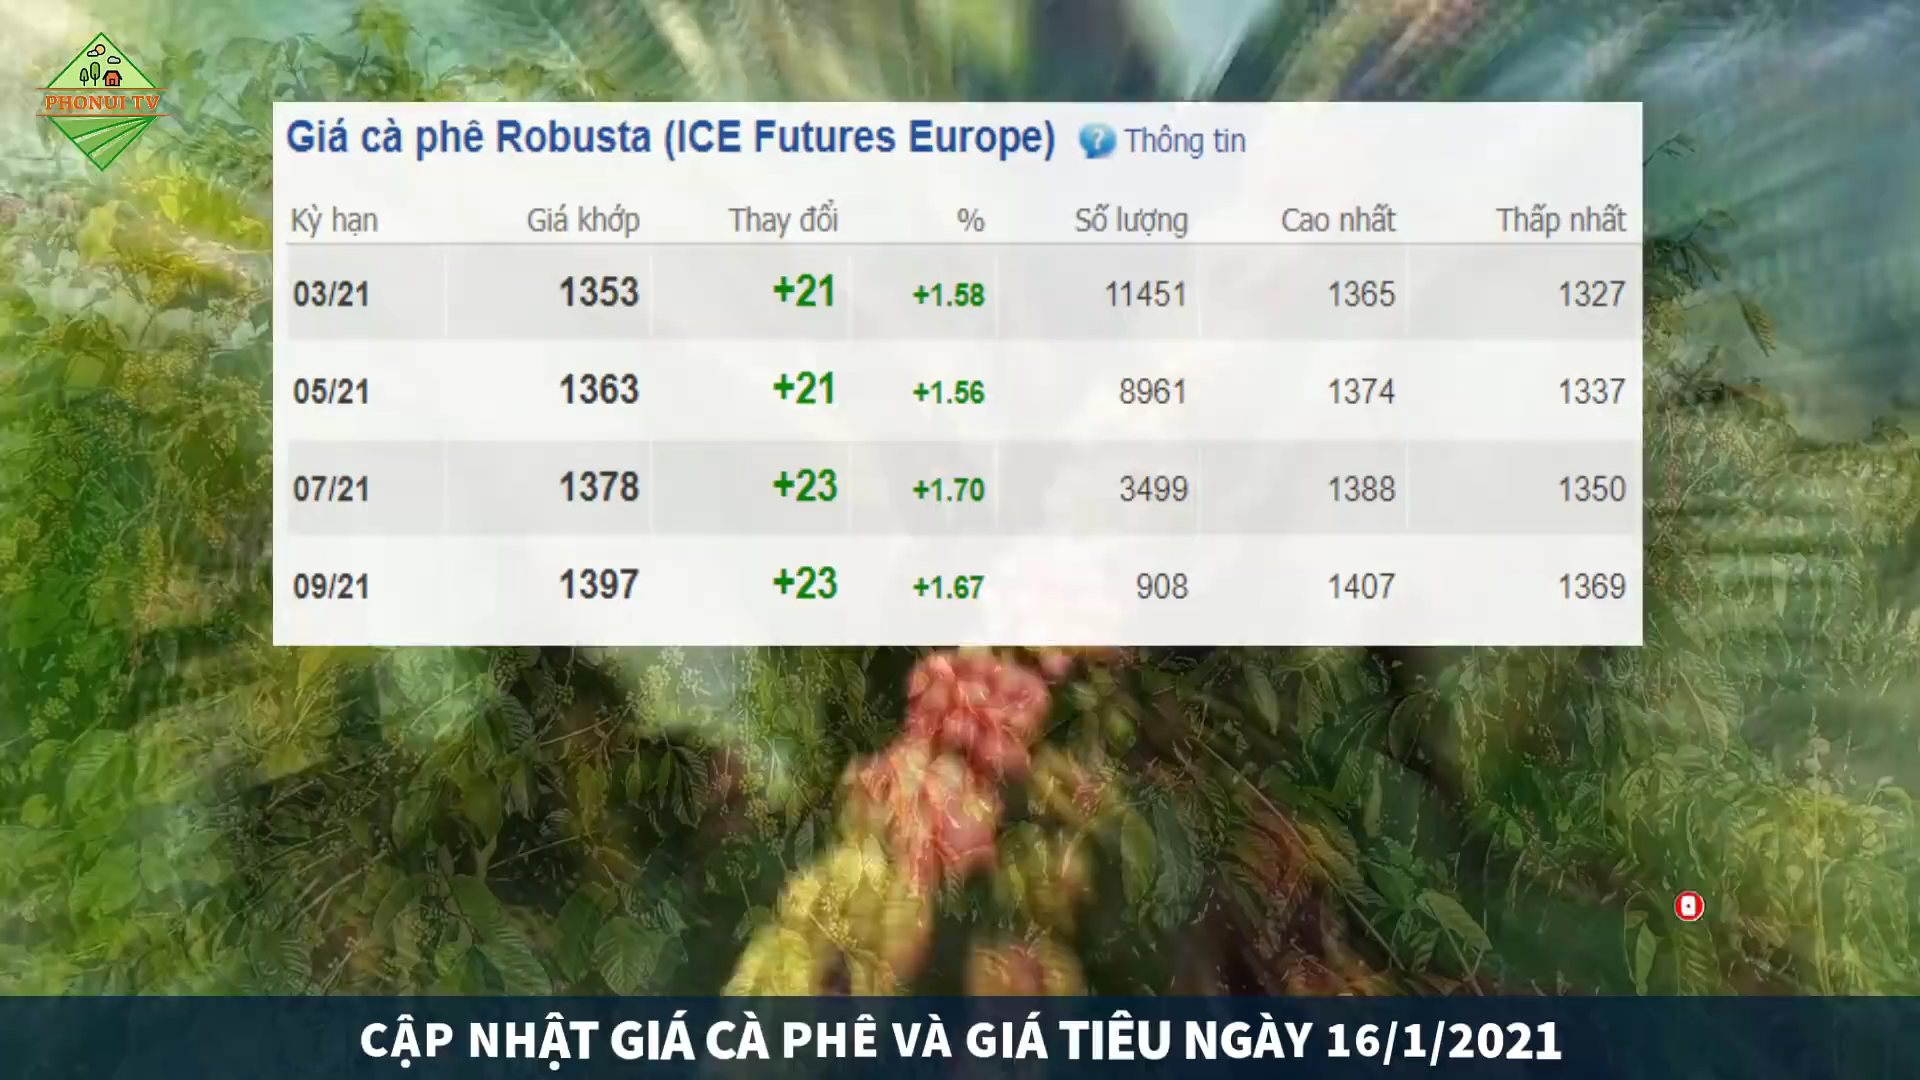 PHONUI TV
Giá cà phê Robusta (ICE Futures Europe) ? Thông tin
Kỳ hạn Giá khớp Thay đổi % Số lượng Cao nhất Thấp nhất
03/21 1353 +21 +1.58 11451 1365 1327
05/21 1363 +21 +1.56 8961 1374 1337
07/21 1378 +23 +1.70 3499 1388 1350
09/21 1397 +23 +1.67 908 1407 1369
CẬP NHẬT GIÁ CÀ PHÊ VÀ GIÁ TIÊU NGÀY 16/1/2021